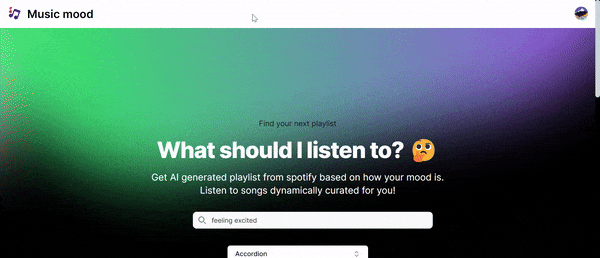 Music mood
Find your next playlist
What should I listen to? 🤔
Get AI generated playlist from spotify based on how your mood is.
Listen to songs dynamically curated for you!
feeling excited
Accordion